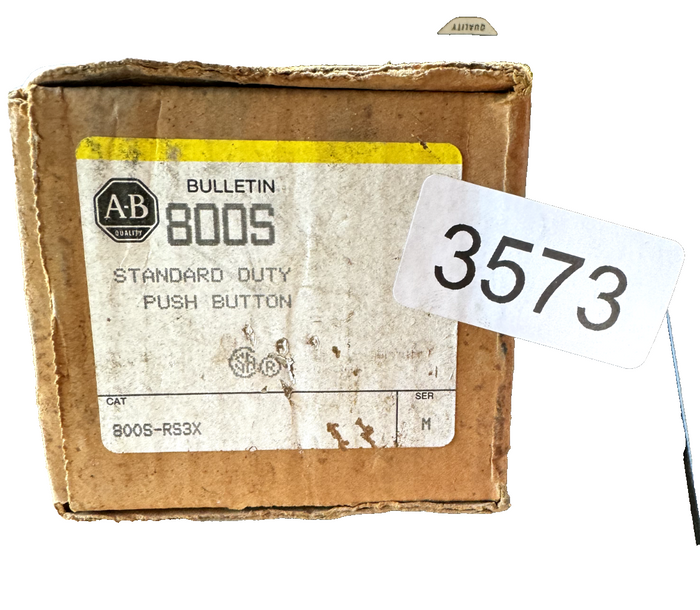 QUALITY
A-B
QUALITY
BULLETIN
800S
STANDARD DUTY
PUSH BUTTON
3573
CAT
SER
800S-RS3X
M